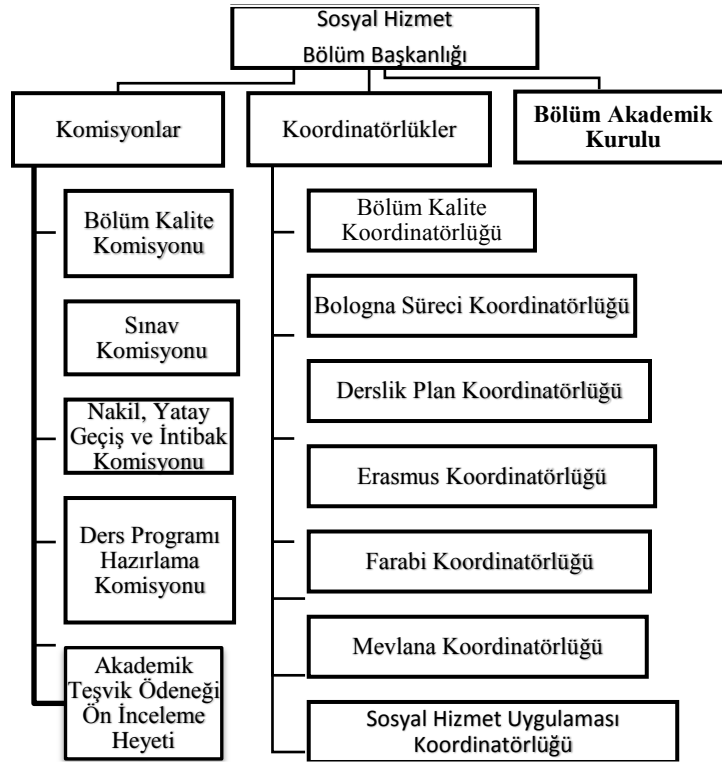 Sosyal Hizmet
Bölüm Başkanlığı
Komisyonlar
Koordinatörlükler
Bölüm Akademik
Kurulu
Bölüm Kalite
Komisyonu
Sınav
Komisyonu
Nakil, Yatay
Geçiş ve İntibak
Komisyonu
Ders Programı
Hazırlama
Komisyonu
Akademik
Teşvik Ödeneği
Ön İnceleme
Heyeti
Bölüm Kalite
Koordinatörlüğü
Bologna Süreci Koordinatörlüğü
Derslik Plan Koordinatörlüğü
Erasmus Koordinatörlüğü
Farabi Koordinatörlüğü
Mevlana Koordinatörlüğü
Sosyal Hizmet Uygulaması
Koordinatörlüğü